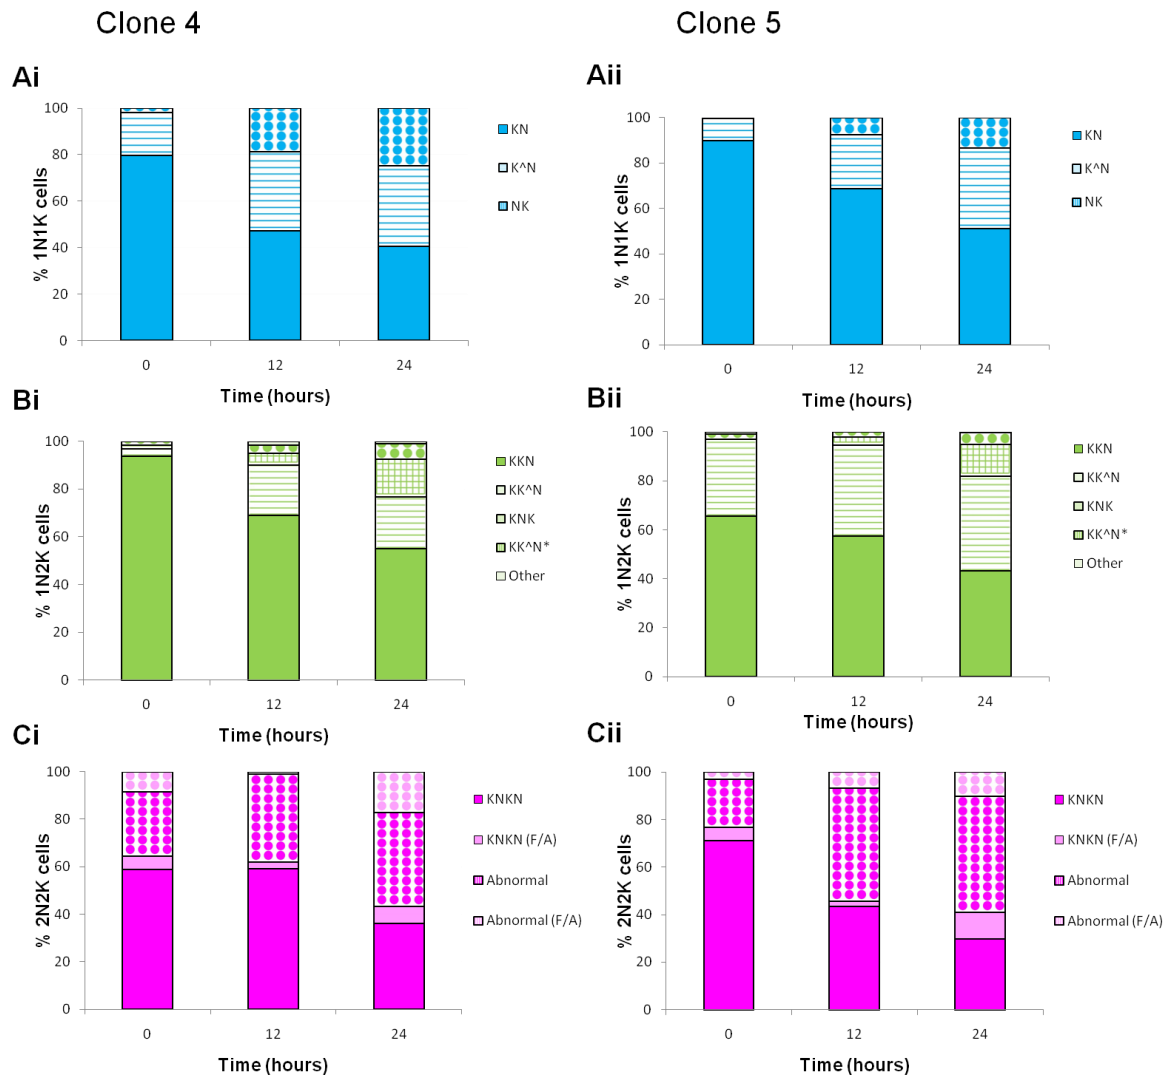 Clone 4
Clone 5
Ai
100
80
60
40
20
0
% 1N1K cells
0 12 24
Time (hours)
KN
K^N
NK
Aii
100
80
60
40
20
0
% 1N1K cells
0 12 24
Time (hours)
KN
K^N
NK
Bi
100
80
60
40
20
0
% 1N2K cells
0 12 24
Time (hours)
KKN
KK^N
KNK
KK^N*
Other
Bii
100
80
60
40
20
0
% 1N2K cells
0 12 24
Time (hours)
KKN
KK^N
KNK
KK^N*
Other
Ci
100
80
60
40
20
0
% 2N2K cells
0 12 24
Time (hours)
KNKN
KNKN (F/A)
Abnormal
Abnormal (F/A)
Cii
100
80
60
40
20
0
% 2N2K cells
0 12 24
Time (hours)
KNKN
KNKN (F/A)
Abnormal
Abnormal (F/A)